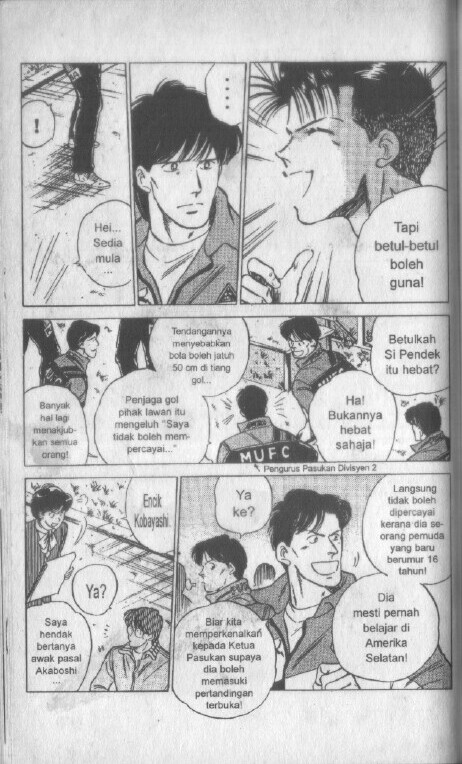 Tapi
betul-betul
boleh
guna!
....
!
Hei...
Sedia
mula
...
Betulkah
Si Pendek
itu hebat?
Ha!
Bukannya
hebat
sahaja!
Tendangannya
menyebabkan
bola boleh jatuh
50 cm di tiang
gol...
Penjaga gol
pihak lawan itu
mengeluh "Saya
tidak boleh mem-
percayai..."
Banyak
hal lagi
menakjub-
kan semua
orang!
MUFC
Pengurus Pasukan Divisyen 2
Langsung
tidak boleh
dipercayai
kerana dia se-
orang pemuda
yang baru
berumur 16
tahun!
Dia
mesti pernah
belajar di
Amerika
Selatan!
Ya
ke?
Biar kita
memperkenalkan
kepada Ketua
Pasukan supaya
dia boleh
memasuki
pertandingan
terbuka!
Encik
Kobayashi.
Ya?
Saya
hendak
bertanya
awak pasal
Akaboshi
...